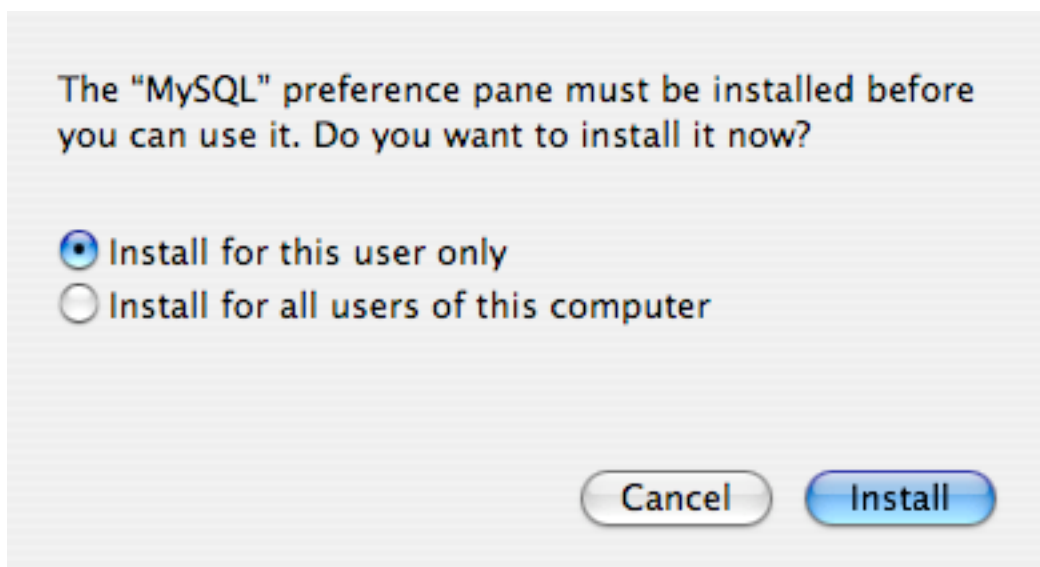 The “MySQL” preference pane must be installed before
you can use it. Do you want to install it now?
Install for this user only
Install for all users of this computer
Cancel Install